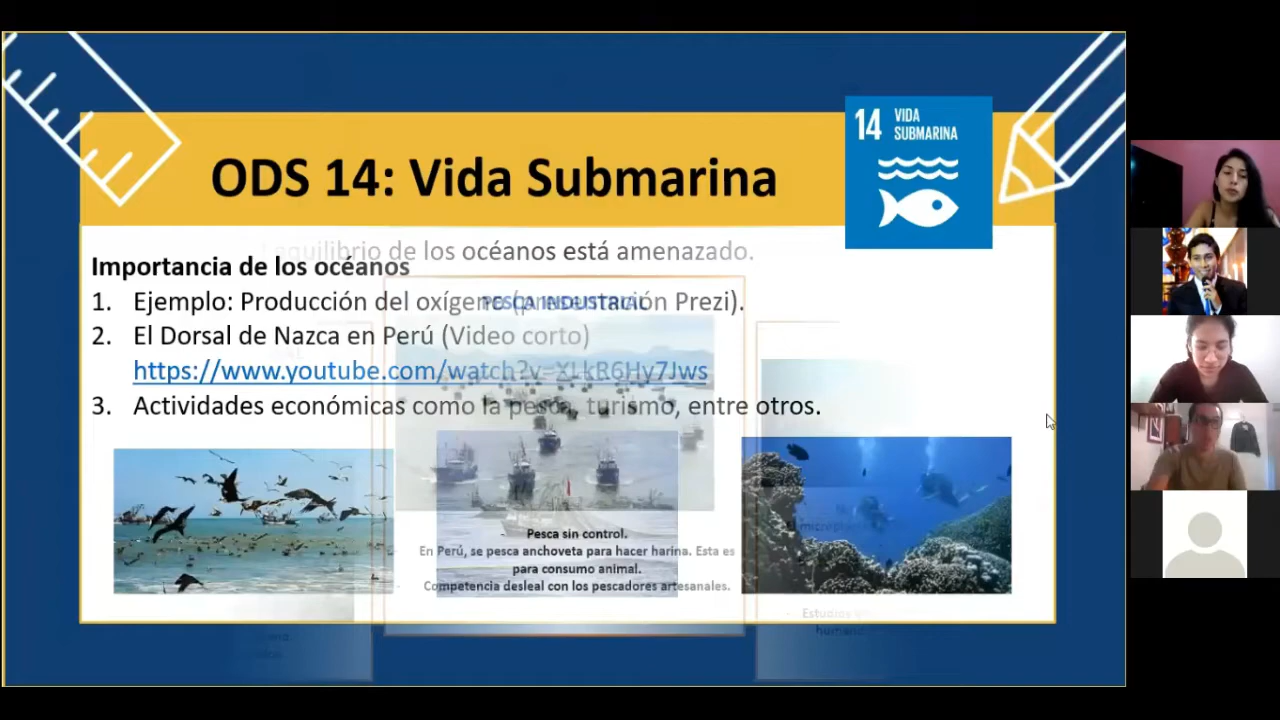 14 VIDA
SUBMARINA
ODS 14: Vida Submarina
equilibrio de los océanos está amenazado.
Importancia de los océanos
1. Ejemplo: Producción del oxígeno (presentación Prezi).
PESCA INDUSTRIAL
2. El Dorsal de Nazca en Perú (Video corto)
https://www.youtube.com/watch?v=XLkR6Hy7Jws
3. Actividades económicas como la pesca, turismo, entre otros.
- Pesca sin control.
En Perú, se pesca anchoveta para hacer harina. Esta es
para consumo animal.
Competencia desleal con los pescadores artesanales.
- Estudios